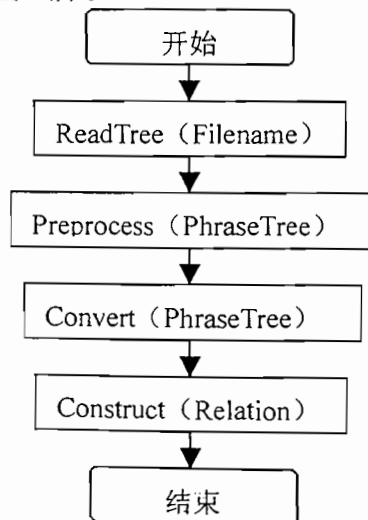 开始
ReadTree（Filename）
Preprocess（PhraseTree）
Convert（PhraseTree）
Construct（Relation）
结束